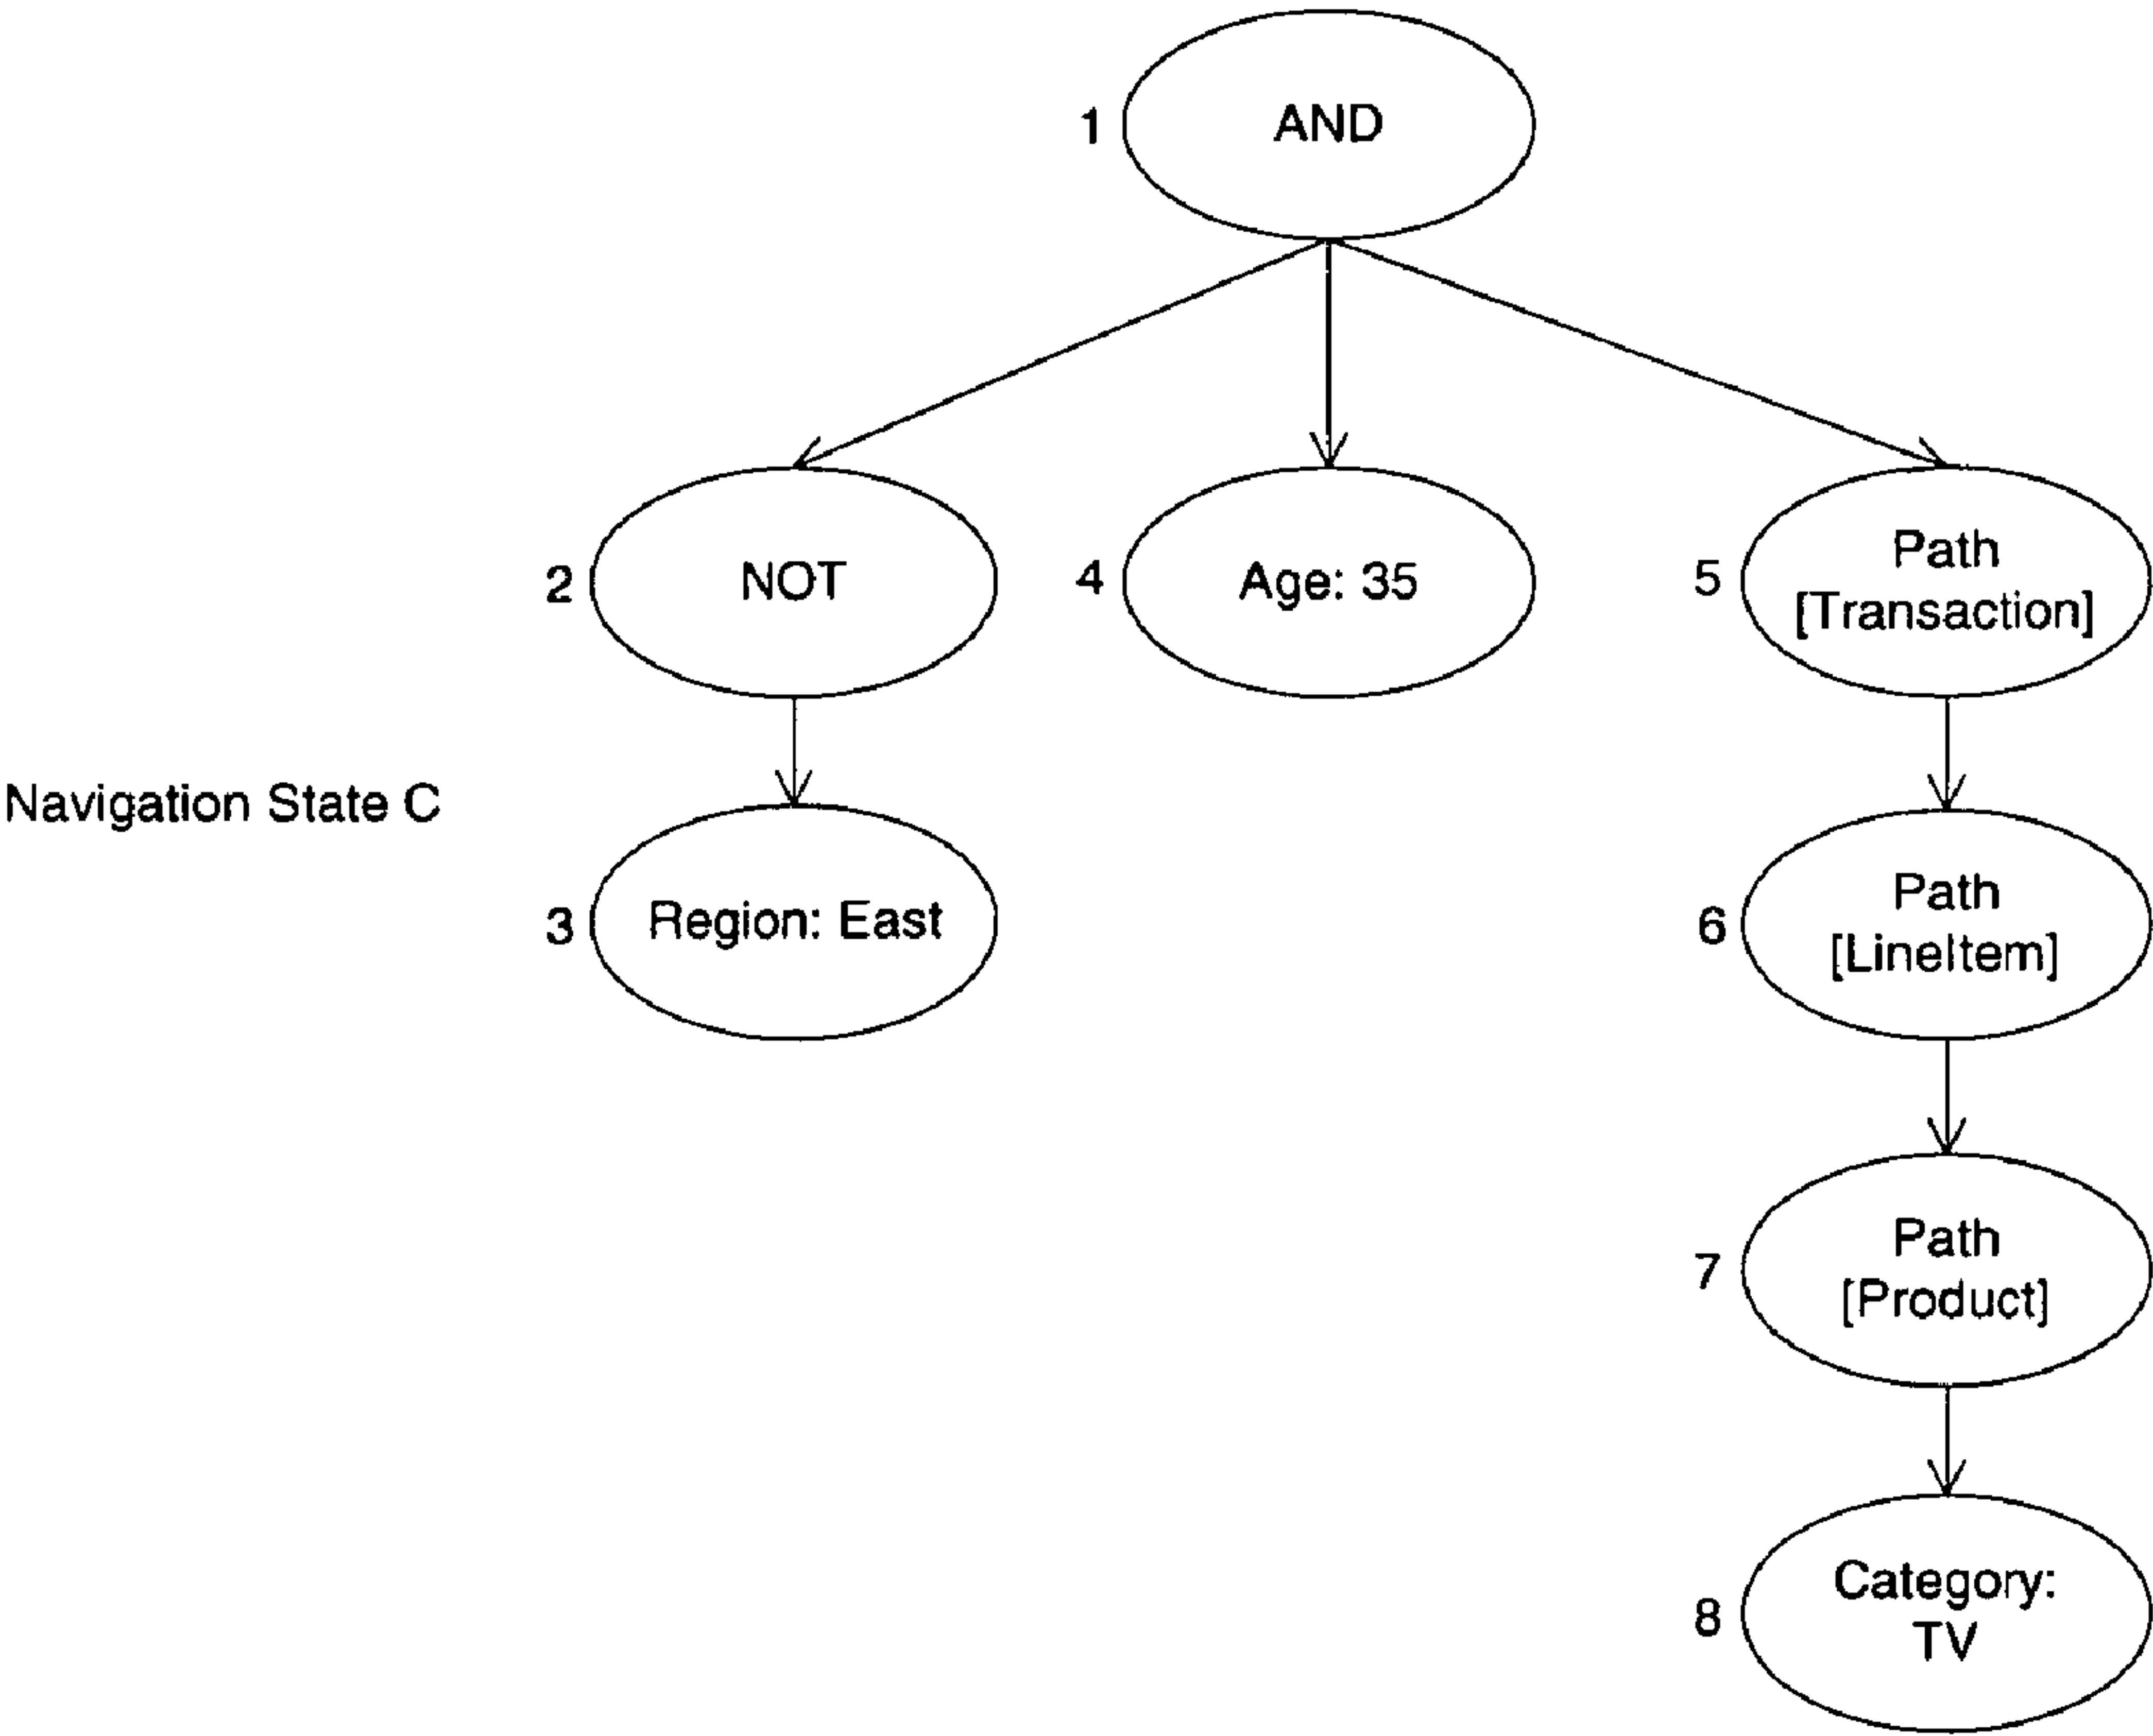 1
AND
2
NOT
4
Age: 35
5
Path
[Transaction]
Navigation State C
3
Region: East
6
Path
[LineItem]
7
Path
[Product]
8
Category:
TV